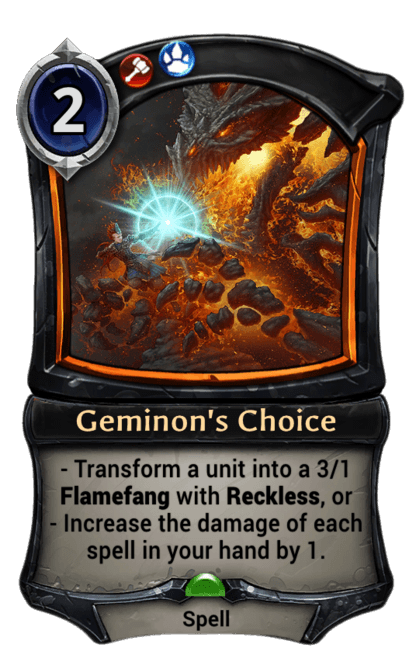 2
Geminon's Choice
- Transform a unit into a 3/1
Flamefang with Reckless, or
- Increase the damage of each
spell in your hand by 1.
Spell